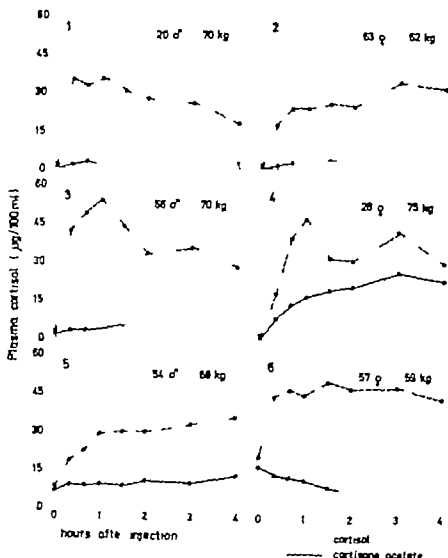 60
45
30
15
0
1
20 ♂ 70 kg
2
63 ♀ 62 kg
60
45
30
15
0
3
56 ♂ 70 kg
4
28 ♀ 75 kg
60
45
30
15
0
5
54 ♂ 68 kg
6
57 ♀ 59 kg
Plasma cortisol (µg/100ml)
0 1 2 3 4
0 1 2 3 4
hours afte injection
cortisol
cortisone acetate